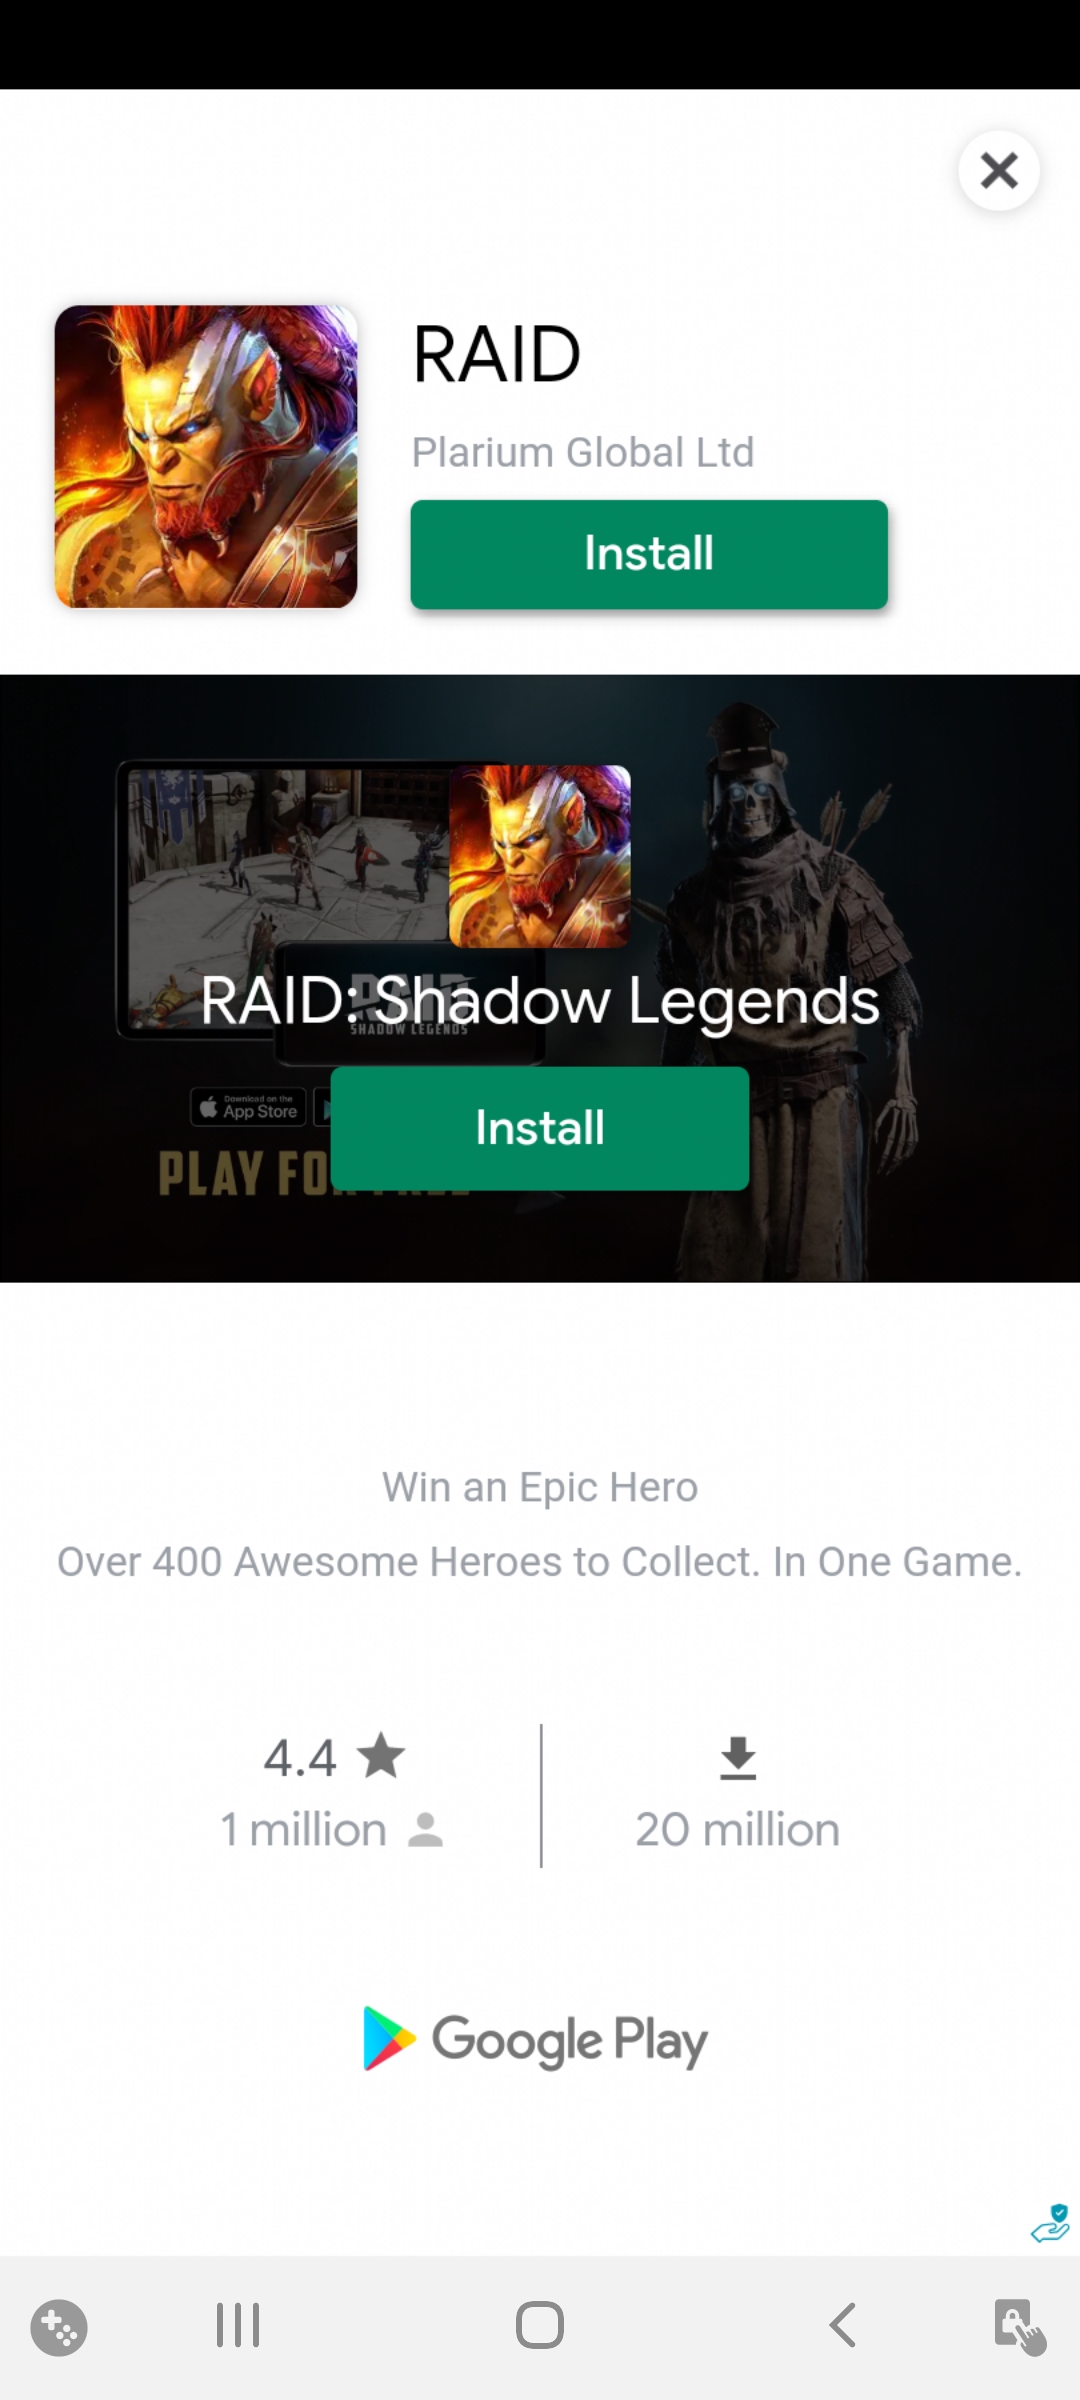 RAID
Plarium Global Ltd
Install
RAID: Shadow Legends
SHADOW LEGENDS
Download on the
App Store
Install
PLAY FOR FREE
Win an Epic Hero
Over 400 Awesome Heroes to Collect. In One Game.
4.4
1 million
20 million
Google Play